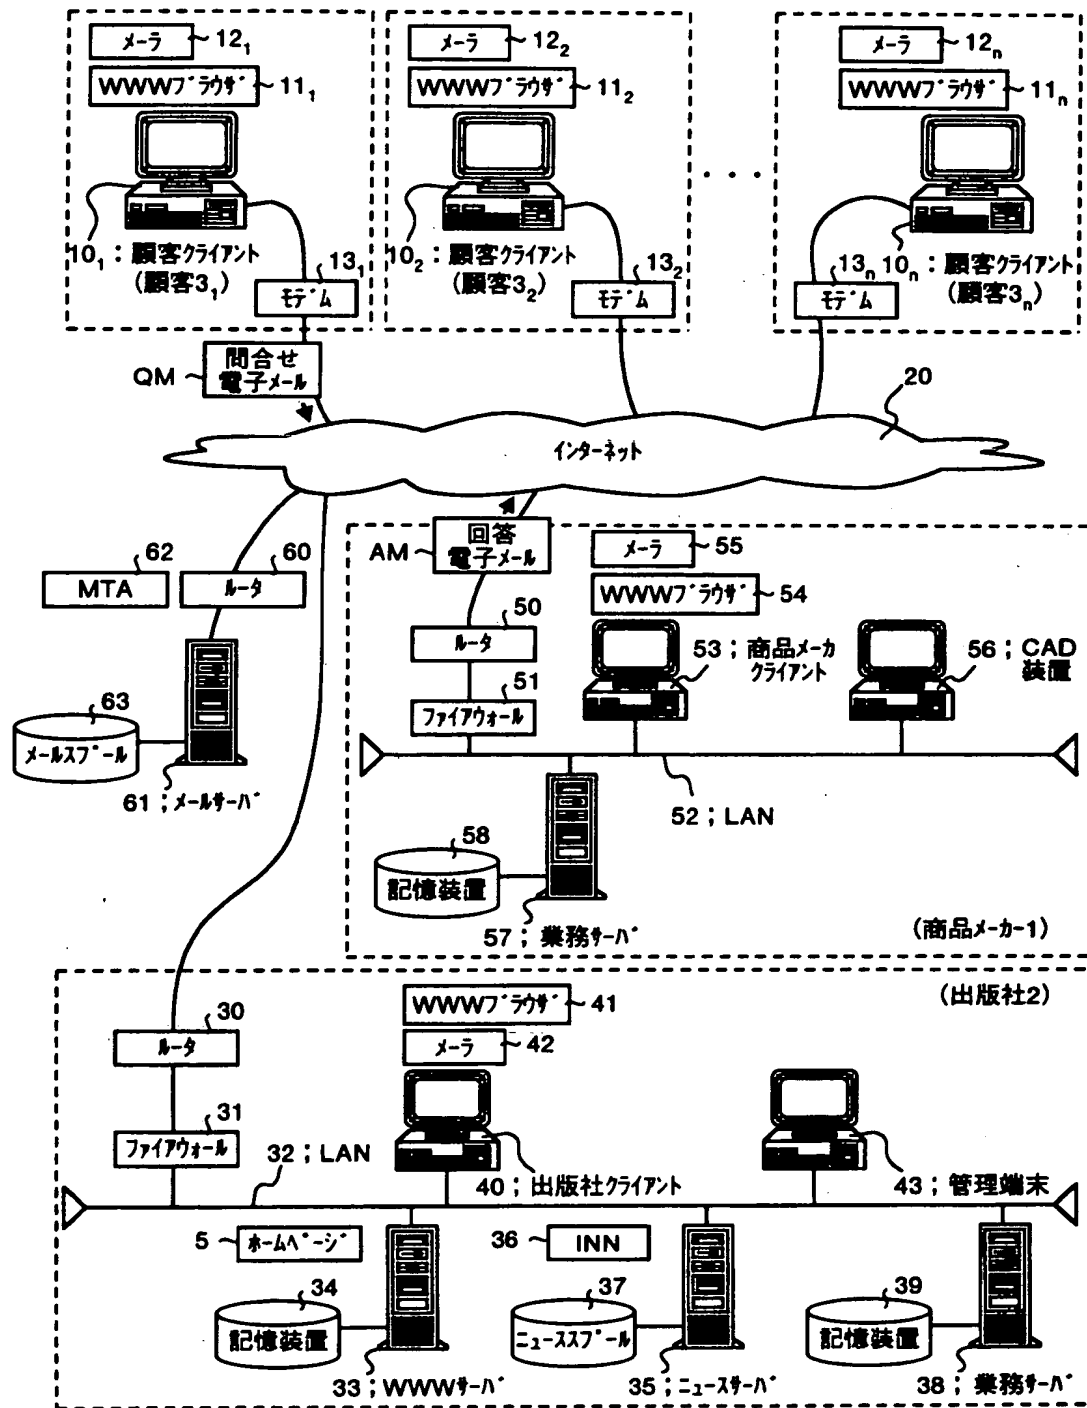 メーラ 12₁
WWWブラウザ 11₁
10₁：顧客クライアント
(顧客3₁)
13₁
モデム
メーラ 12₂
WWWブラウザ 11₂
10₂：顧客クライアント
(顧客3₂)
13₂
モデム
・・・
メーラ 12ₙ
WWWブラウザ 11ₙ
13ₙ
モデム
10ₙ：顧客クライアント
(顧客3ₙ)
QM
問合せ
電子メール
20
インターネット
AM
回答
電子メール
62
MTA
60
ルータ
63
メールスプール
61；メールサーバ
メーラ 55
WWWブラウザ 54
50
ルータ
51
ファイアウォール
53；商品メーカ
クライアント
56；CAD
装置
52；LAN
58
記憶装置
57；業務サーバ
(商品メーカー1)
(出版社2)
30
ルータ
31
ファイアウォール
WWWブラウザ 41
メーラ 42
32；LAN
40；出版社クライアント
43；管理端末
5 ホームページ
36 INN
34
記憶装置
37
ニューススプール
39
記憶装置
33；WWWサーバ
35；ニュースサーバ
38；業務サーバ